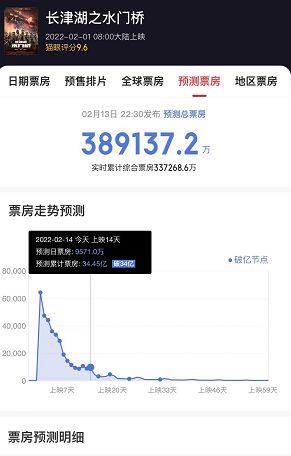 长津湖之水门桥
2022-02-01 08:00大陆上映
猫眼评分9.6
日期票房 预售排片 全球票房 预测票房 地区票房
02月13日 22:30发布 预测总票房
389137.2万
实时累计综合票房337268.6万
票房走势预测
2022-02-14 今天 上映14天
预测日票房: 9571.0万
预测累计票房: 34.45亿 破34亿
破亿节点
80,000
60,000
40,000
20,000
0
上映7天 上映20天 上映33天 上映46天 上映59天
票房预测明细